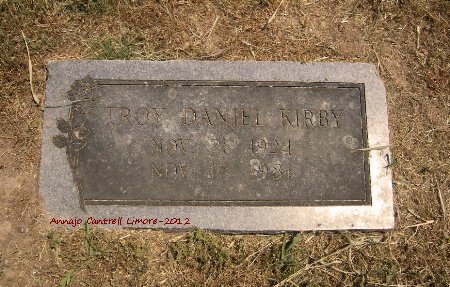 TROY DANIEL KIRBY
NOV. 1924
NOV. 1981
Annajo Cantrell Limore-2012